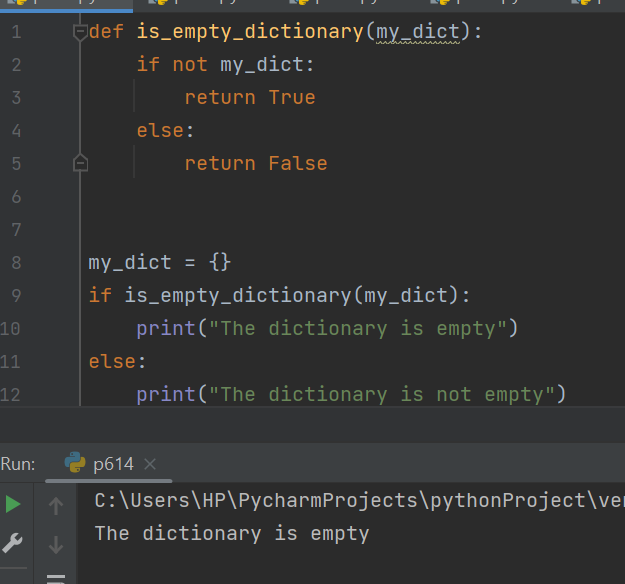 1 def is_empty_dictionary(my_dict):
2     if not my_dict:
3         return True
4     else:
5         return False
6
7
8 my_dict = {}
9 if is_empty_dictionary(my_dict):
10     print("The dictionary is empty")
11 else:
12     print("The dictionary is not empty")
Run: p614
C:\Users\HP\PycharmProjects\pythonProject\ve
The dictionary is empty